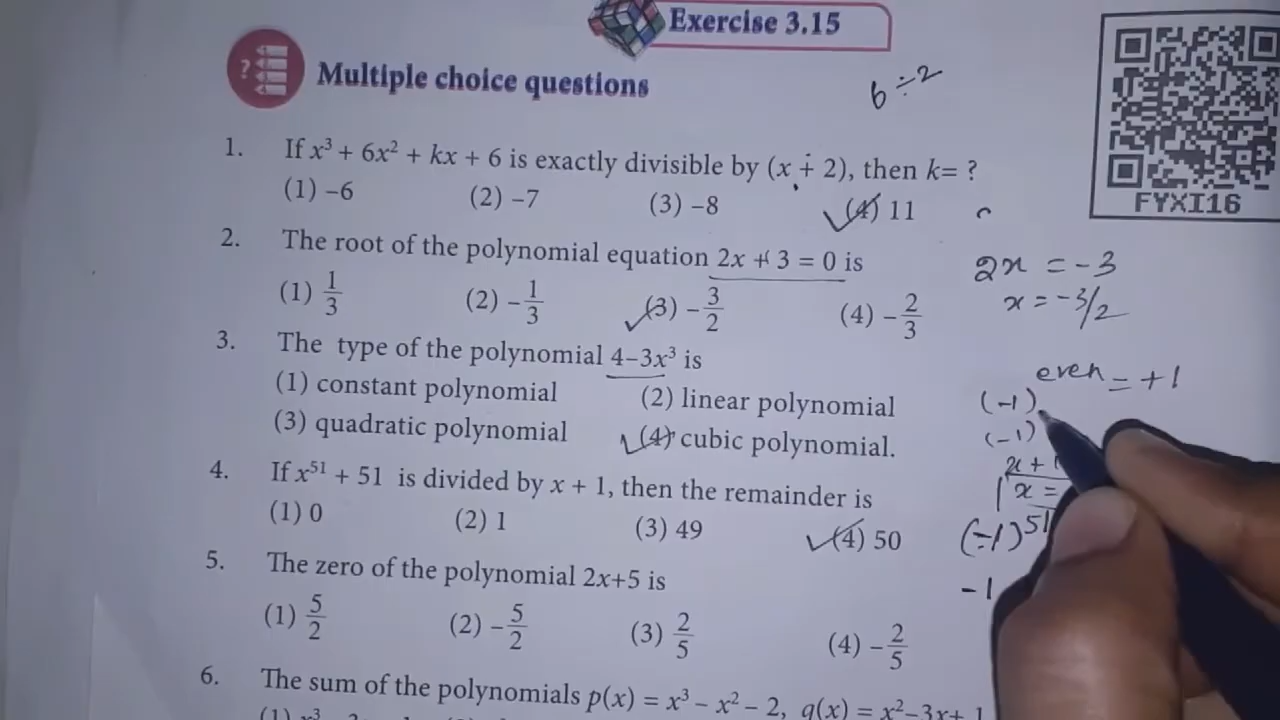 Exercise 3.15
Multiple choice questions
6 ÷ 2
1. If x³ + 6x² + kx + 6 is exactly divisible by (x + 2), then k= ?
(1) –6 (2) –7 (3) –8 (4) 11
FYXI16
2. The root of the polynomial equation 2x + 3 = 0 is
(1) 1/3 (2) –1/3 (3) –3/2 (4) –2/3
2x = -3
x = -3/2
3. The type of the polynomial 4–3x³ is
(1) constant polynomial (2) linear polynomial
(3) quadratic polynomial (4) cubic polynomial.
even = +1
(-1)
(-1)
x +
x =
(-1)⁵¹
-1
4. If x⁵¹ + 51 is divided by x + 1, then the remainder is
(1) 0 (2) 1 (3) 49 (4) 50
5. The zero of the polynomial 2x+5 is
(1) 5/2 (2) –5/2 (3) 2/5 (4) –2/5
6. The sum of the polynomials p(x) = x³ – x² – 2, q(x) = x²–3x+ 1